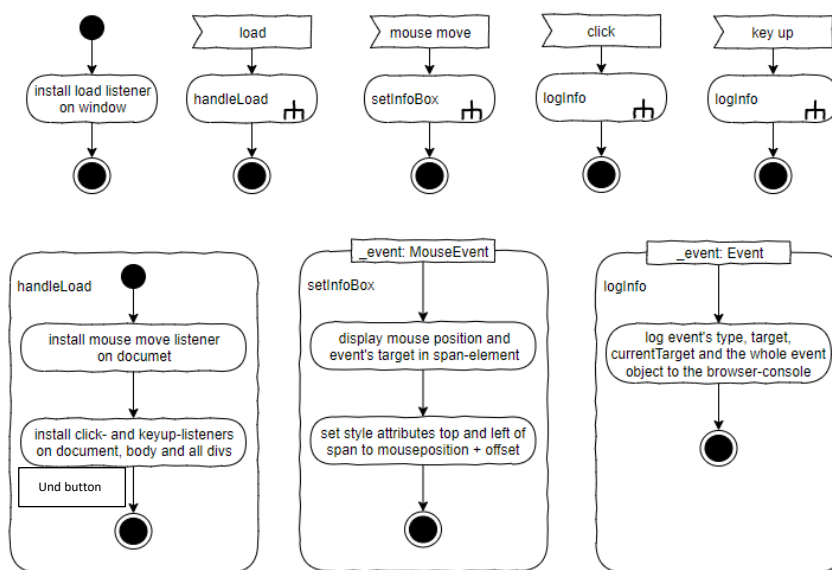 load
mouse move
click
key up
install load listener
on window
handleLoad
setInfoBox
logInfo
logInfo
_event: MouseEvent
_event: Event
handleLoad
setInfoBox
logInfo
install mouse move listener
on documet
display mouse position and
event's target in span-element
log event's type, target,
currentTarget and the whole event
object to the browser-console
install click- and keyup-listeners
on document, body and all divs
set style attributes top and left of
span to mouseposition + offset
Und button